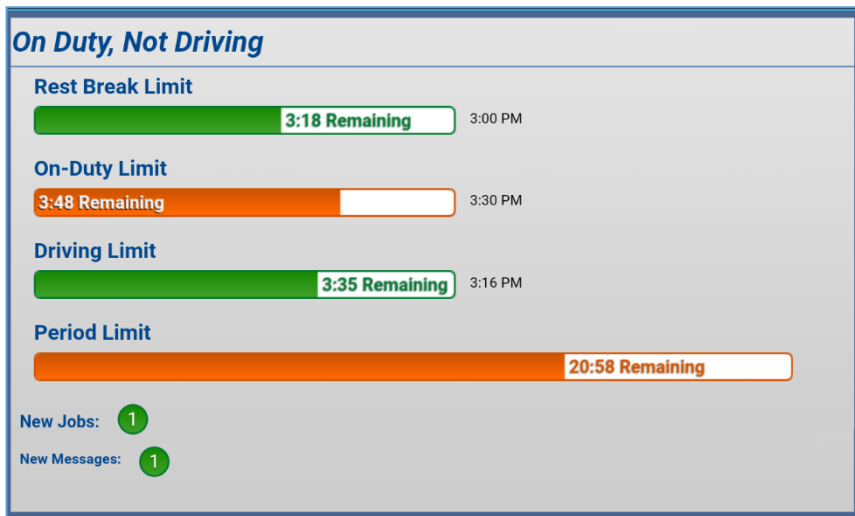 On Duty, Not Driving
Rest Break Limit
3:18 Remaining 3:00 PM
On-Duty Limit
3:48 Remaining 3:30 PM
Driving Limit
3:35 Remaining 3:16 PM
Period Limit
20:58 Remaining
New Jobs: 1
New Messages: 1